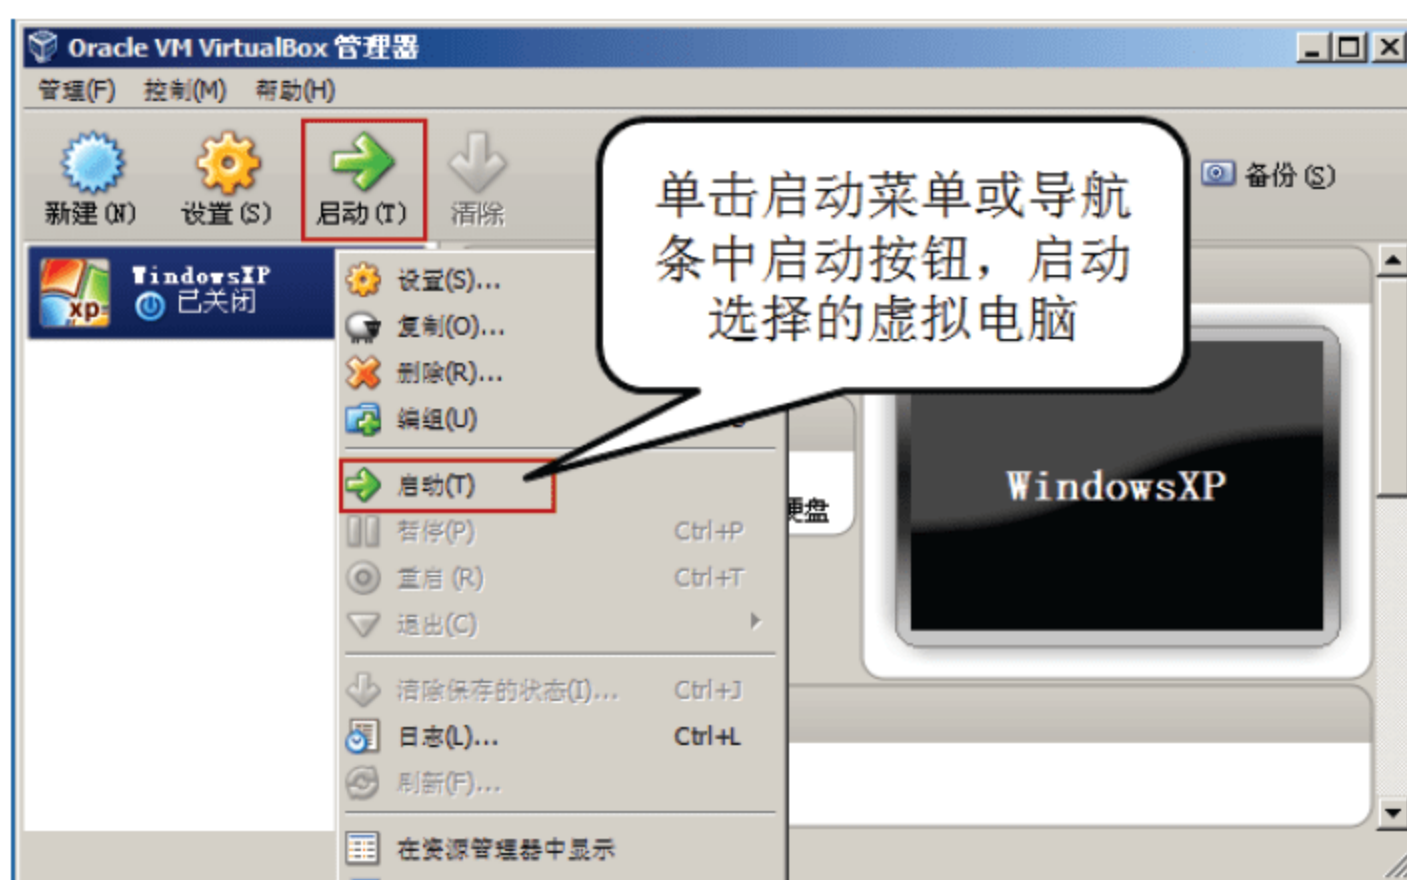 Oracle VM VirtualBox 管理器
管理(F) 控制(M) 帮助(H)
新建(N) 设置(S) 启动(T) 清除
备份(S)
单击启动菜单或导航
条中启动按钮，启动
选择的虚拟电脑
WindowsXP
已关闭
xp
设置(S)...
复制(O)...
删除(R)...
编组(U)
启动(T)
暂停(P) Ctrl+P
重启 (R) Ctrl+T
退出(C)
清除保存的状态(I)... Ctrl+J
日志(L)... Ctrl+L
刷新(F)...
在资源管理器中显示
硬盘
WindowsXP